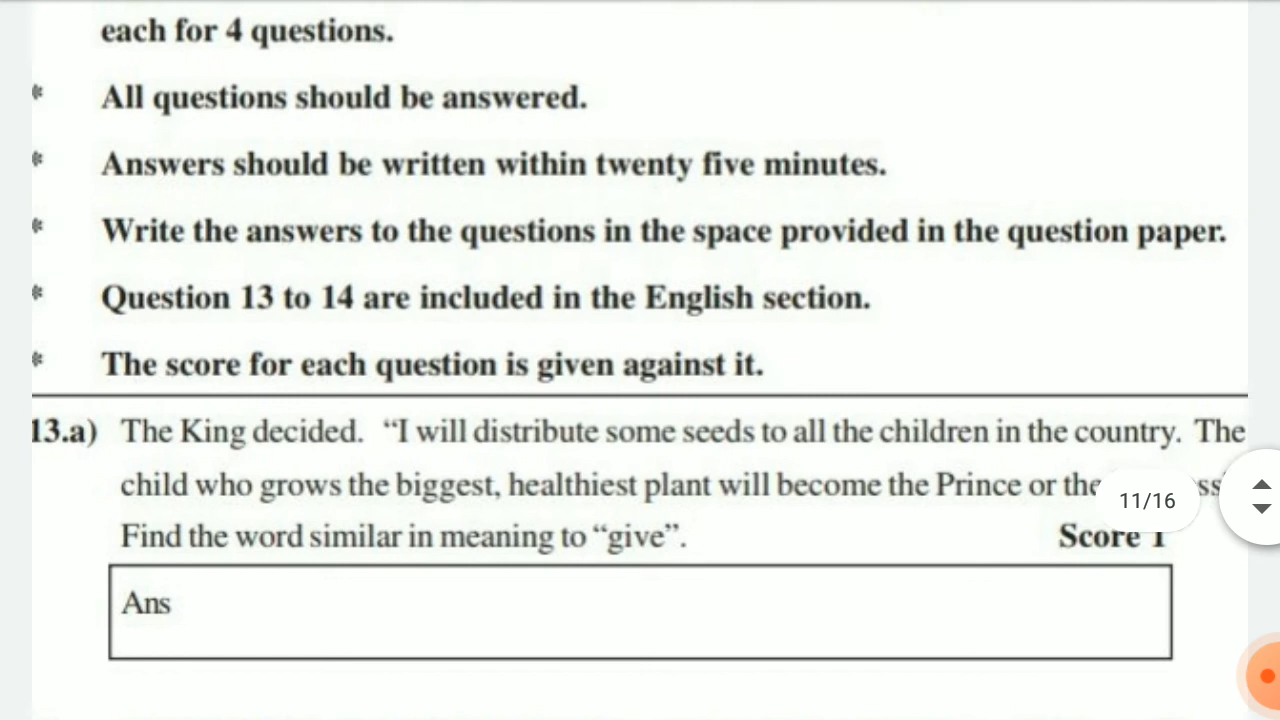 each for 4 questions.
* All questions should be answered.
* Answers should be written within twenty five minutes.
* Write the answers to the questions in the space provided in the question paper.
* Question 13 to 14 are included in the English section.
* The score for each question is given against it.
13.a) The King decided. “I will distribute some seeds to all the children in the country. The
child who grows the biggest, healthiest plant will become the Prince or the
11/16
Find the word similar in meaning to “give”. Score 1
Ans